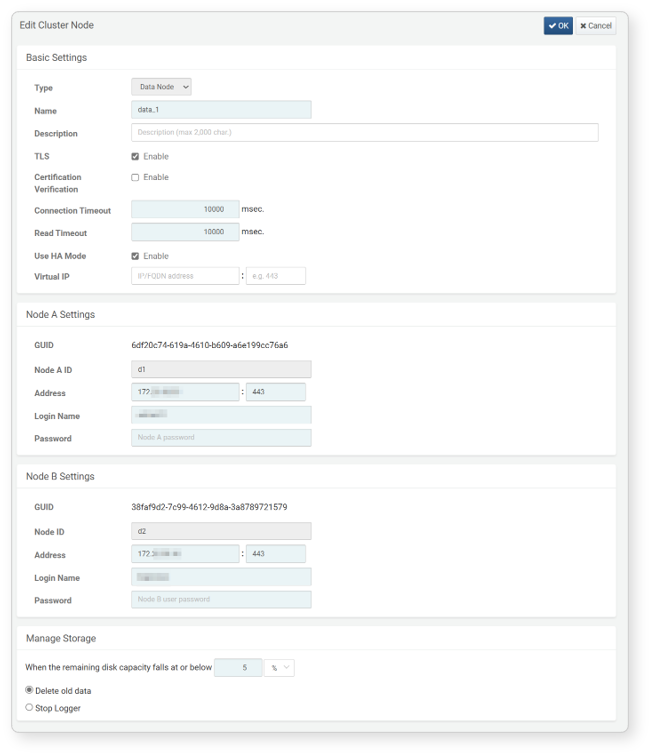 Edit Cluster Node
OK
Cancel
Basic Settings
Type
Data Node
Name
data_1
Description
Description (max 2,000 char.)
TLS
Enable
Certification
Verification
Enable
Connection Timeout
10000 msec.
Read Timeout
10000 msec.
Use HA Mode
Enable
Virtual IP
IP/FQDN address : e.g. 443
Node A Settings
GUID
6df20c74-619a-4610-b609-a6e199cc76a6
Node A ID
d1
Address
172. : 443
Login Name
Password
Node A password
Node B Settings
GUID
38faf9d2-7c99-4612-9d8a-3a8789721579
Node ID
d2
Address
172. : 443
Login Name
Password
Node B user password
Manage Storage
When the remaining disk capacity falls at or below 5 %
Delete old data
Stop Logger